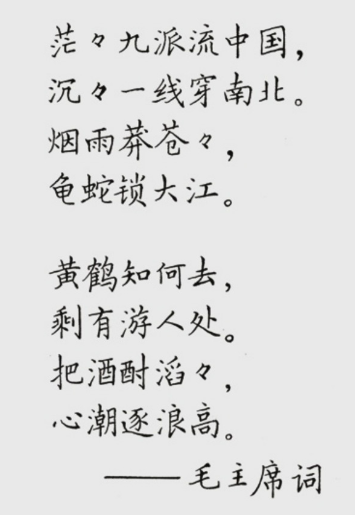 茫々九派流中国，
沉々一线穿南北。
烟雨莽苍々，
龟蛇锁大江。
黄鹤知何去，
剩有游人处。
把酒酎滔々，
心潮逐浪高。
——毛主席词